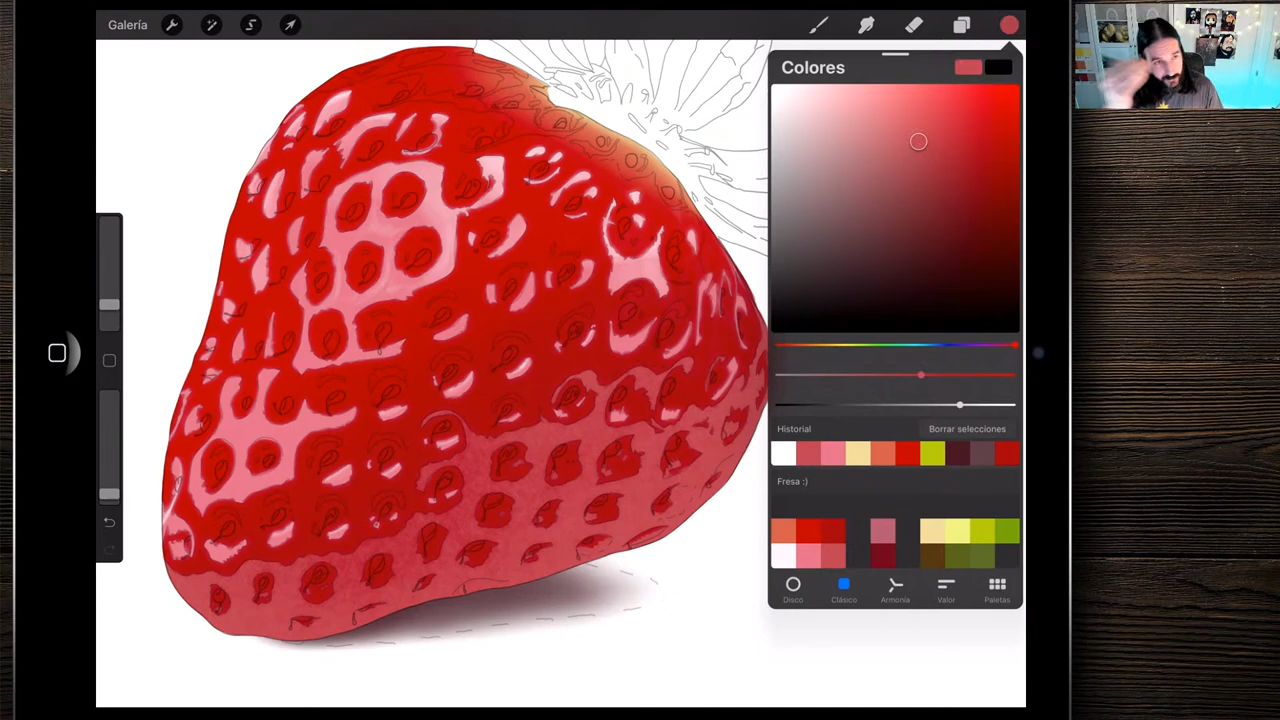 Galería
Colores
Historial
Borrar selecciones
Fresa :)
Disco
Clásico
Armonía
Valor
Paletas